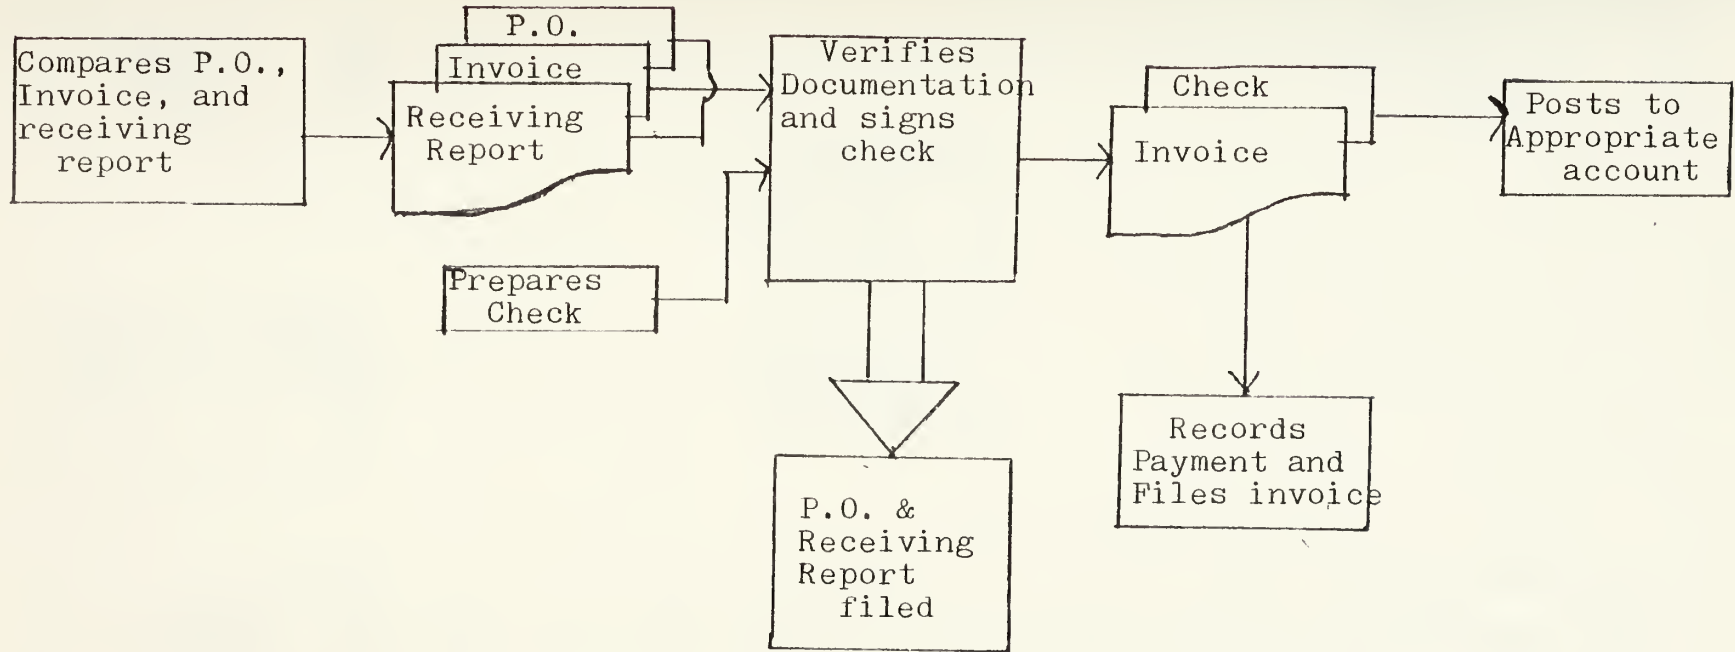 Compares P.O.,
Invoice, and
receiving
report
P.O.
Invoice
Receiving
Report
Prepares
Check
Verifies
Documentation
and signs
check
P.O. &
Receiving
Report
filed
Check
Invoice
Records
Payment and
Files invoice
Posts to
Appropriate
account